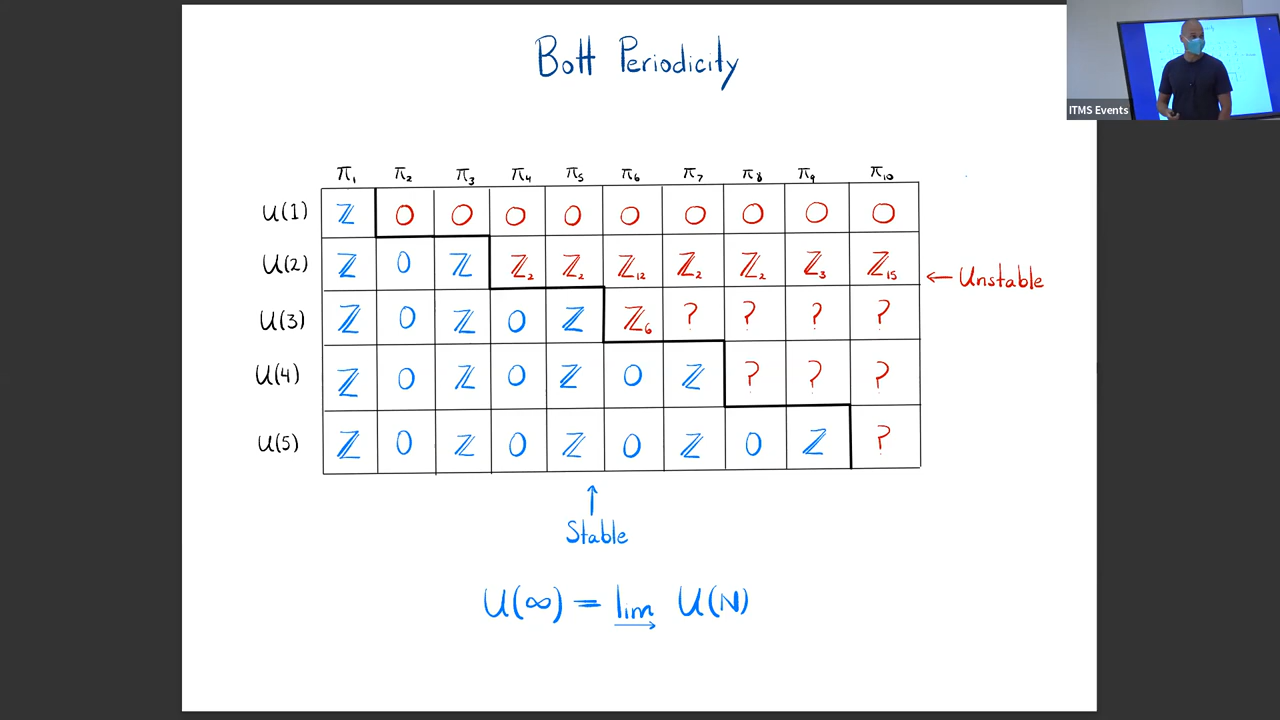 Bott Periodicity
ITMS Events
π₁ π₂ π₃ π₄ π₅ π₆ π₇ π₈ π₉ π₁₀
U(1) ℤ 0 0 0 0 0 0 0 0 0
U(2) ℤ 0 ℤ ℤ₂ ℤ₂ ℤ₁₂ ℤ₂ ℤ₂ ℤ₃ ℤ₁₅
← Unstable
U(3) ℤ 0 ℤ 0 ℤ ℤ₆ ? ? ? ?
U(4) ℤ 0 ℤ 0 ℤ 0 ℤ ? ? ?
U(5) ℤ 0 ℤ 0 ℤ 0 ℤ 0 ℤ ?
↑
Stable
U(∞) = lim→ U(N)